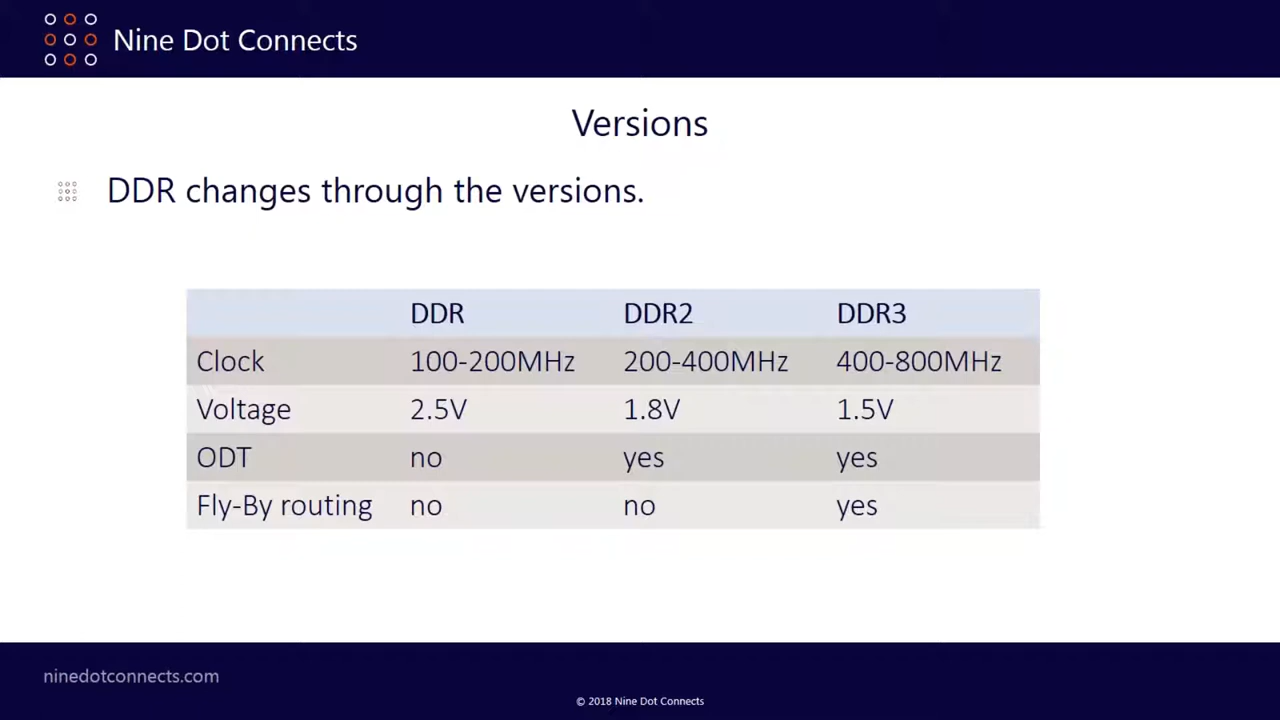 Nine Dot Connects
Versions
DDR changes through the versions.
DDR DDR2 DDR3
Clock 100-200MHz 200-400MHz 400-800MHz
Voltage 2.5V 1.8V 1.5V
ODT no yes yes
Fly-By routing no no yes
ninedotconnects.com
© 2018 Nine Dot Connects